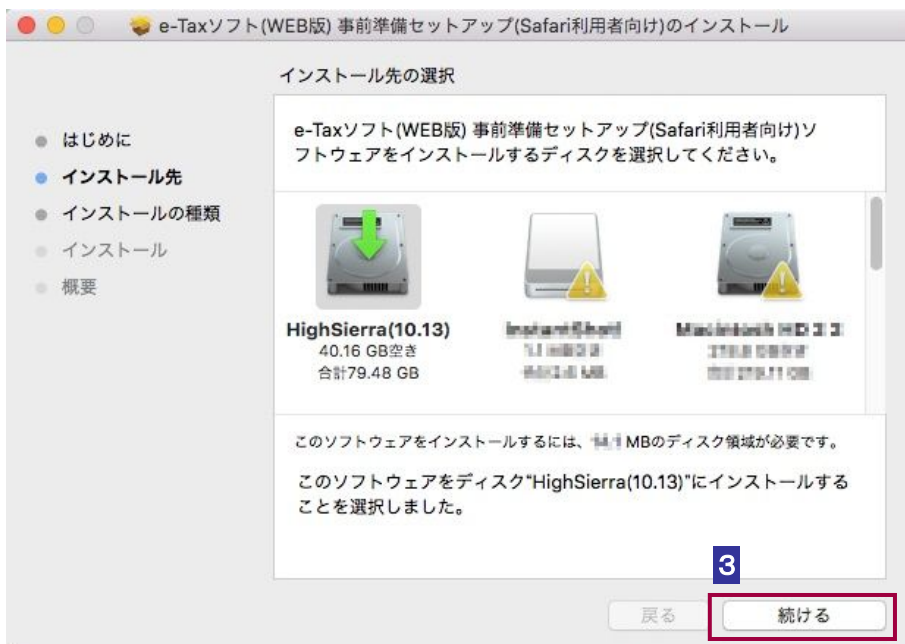 e-Taxソフト(WEB版) 事前準備セットアップ(Safari利用者向け)のインストール
インストール先の選択
はじめに
インストール先
インストールの種類
インストール
概要
e-Taxソフト(WEB版) 事前準備セットアップ(Safari利用者向け)ソ
フトウェアをインストールするディスクを選択してください。
HighSierra(10.13)
40.16 GB空き
合計79.48 GB
このソフトウェアをインストールするには、 MBのディスク領域が必要です。
このソフトウェアをディスク“HighSierra(10.13)”にインストールする
ことを選択しました。
3
戻る
続ける